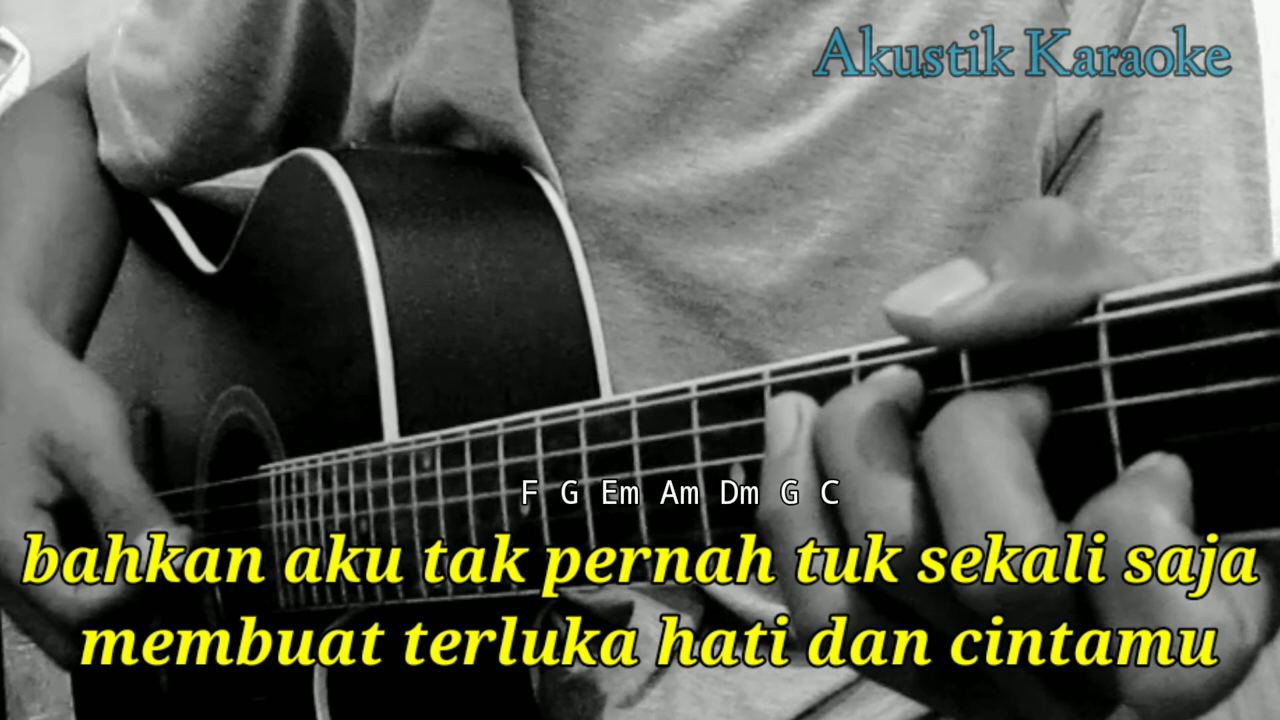 Akustik Karaoke
F G Em Am Dm G C
bahkan aku tak pernah tuk sekali saja
membuat terluka hati dan cintamu